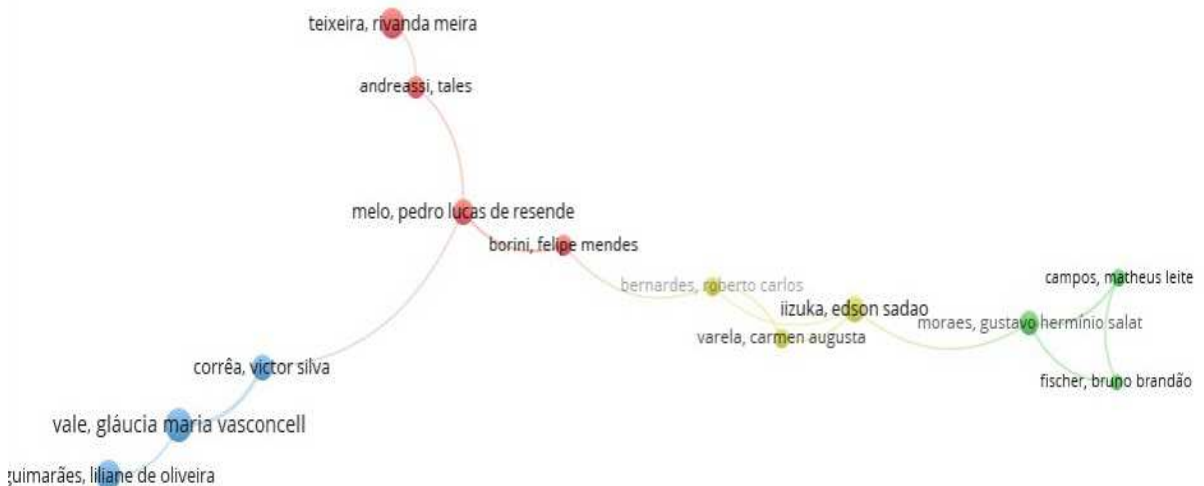 teixeira, rivanda meira
andreassi, tales
melo, pedro lucas de resende
borini, felipe mendes
campos, matheus leite
bernardes, roberto carlos
iizuka, edson sadao
moraes, gustavo hermínio salat
varela, carmen augusta
corrêa, victor silva
fischer, bruno brandão
vale, gláucia maria vasconcell
guimarães, liliane de oliveira